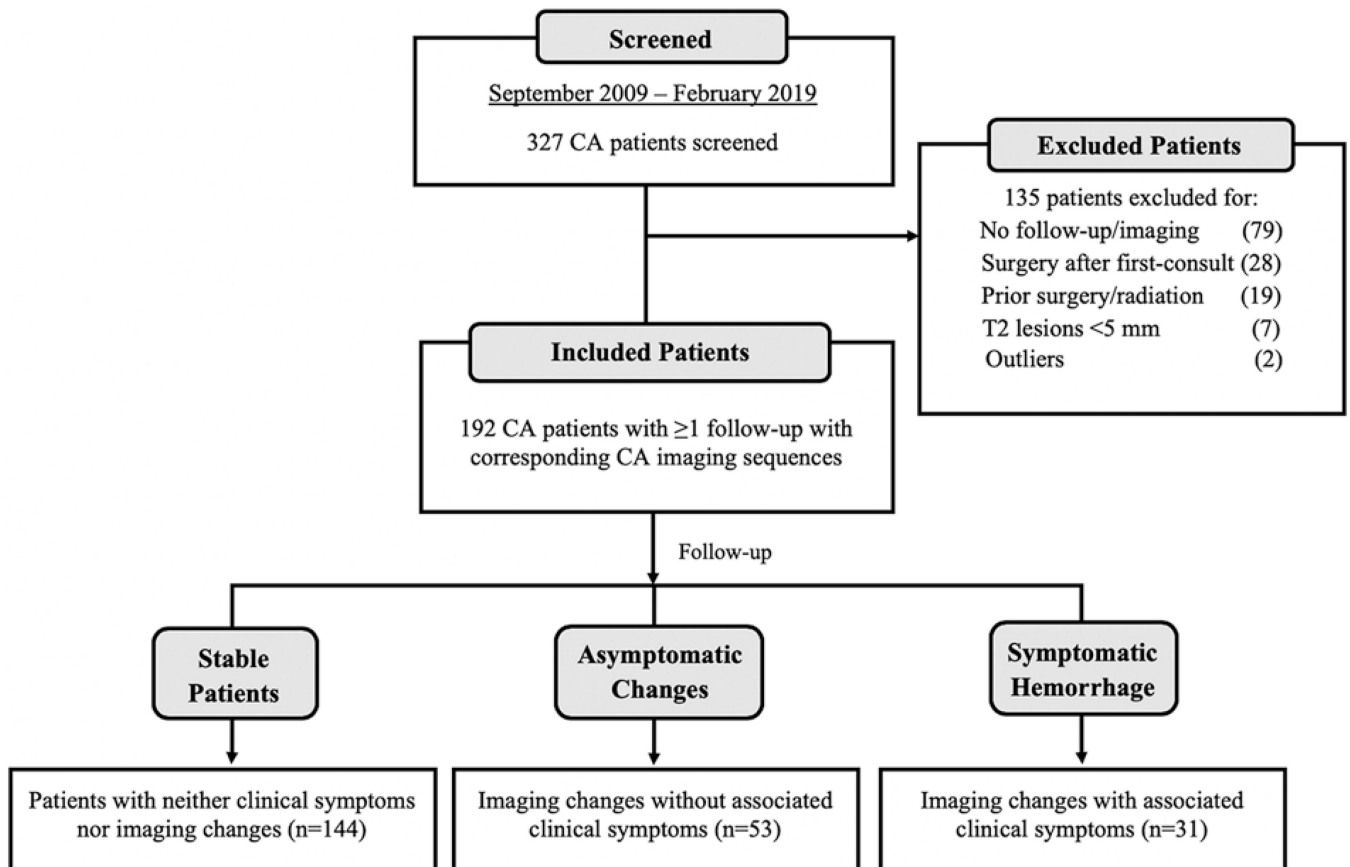 Screened
September 2009 – February 2019
327 CA patients screened
Excluded Patients
135 patients excluded for:
No follow-up/imaging (79)
Surgery after first-consult (28)
Prior surgery/radiation (19)
T2 lesions <5 mm (7)
Outliers (2)
Included Patients
192 CA patients with ≥1 follow-up with
corresponding CA imaging sequences
Follow-up
Stable
Patients
Patients with neither clinical symptoms
nor imaging changes (n=144)
Asymptomatic
Changes
Imaging changes without associated
clinical symptoms (n=53)
Symptomatic
Hemorrhage
Imaging changes with associated
clinical symptoms (n=31)